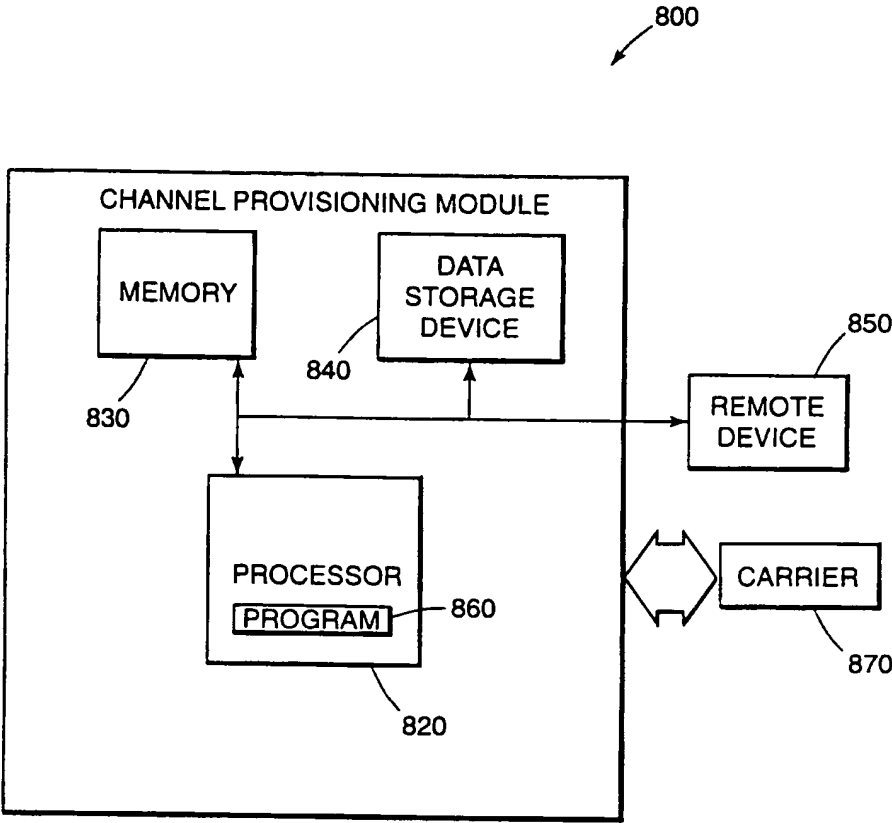 800
CHANNEL PROVISIONING MODULE
MEMORY
DATA
STORAGE
DEVICE
830
840
850
REMOTE
DEVICE
PROCESSOR
PROGRAM
860
820
CARRIER
870